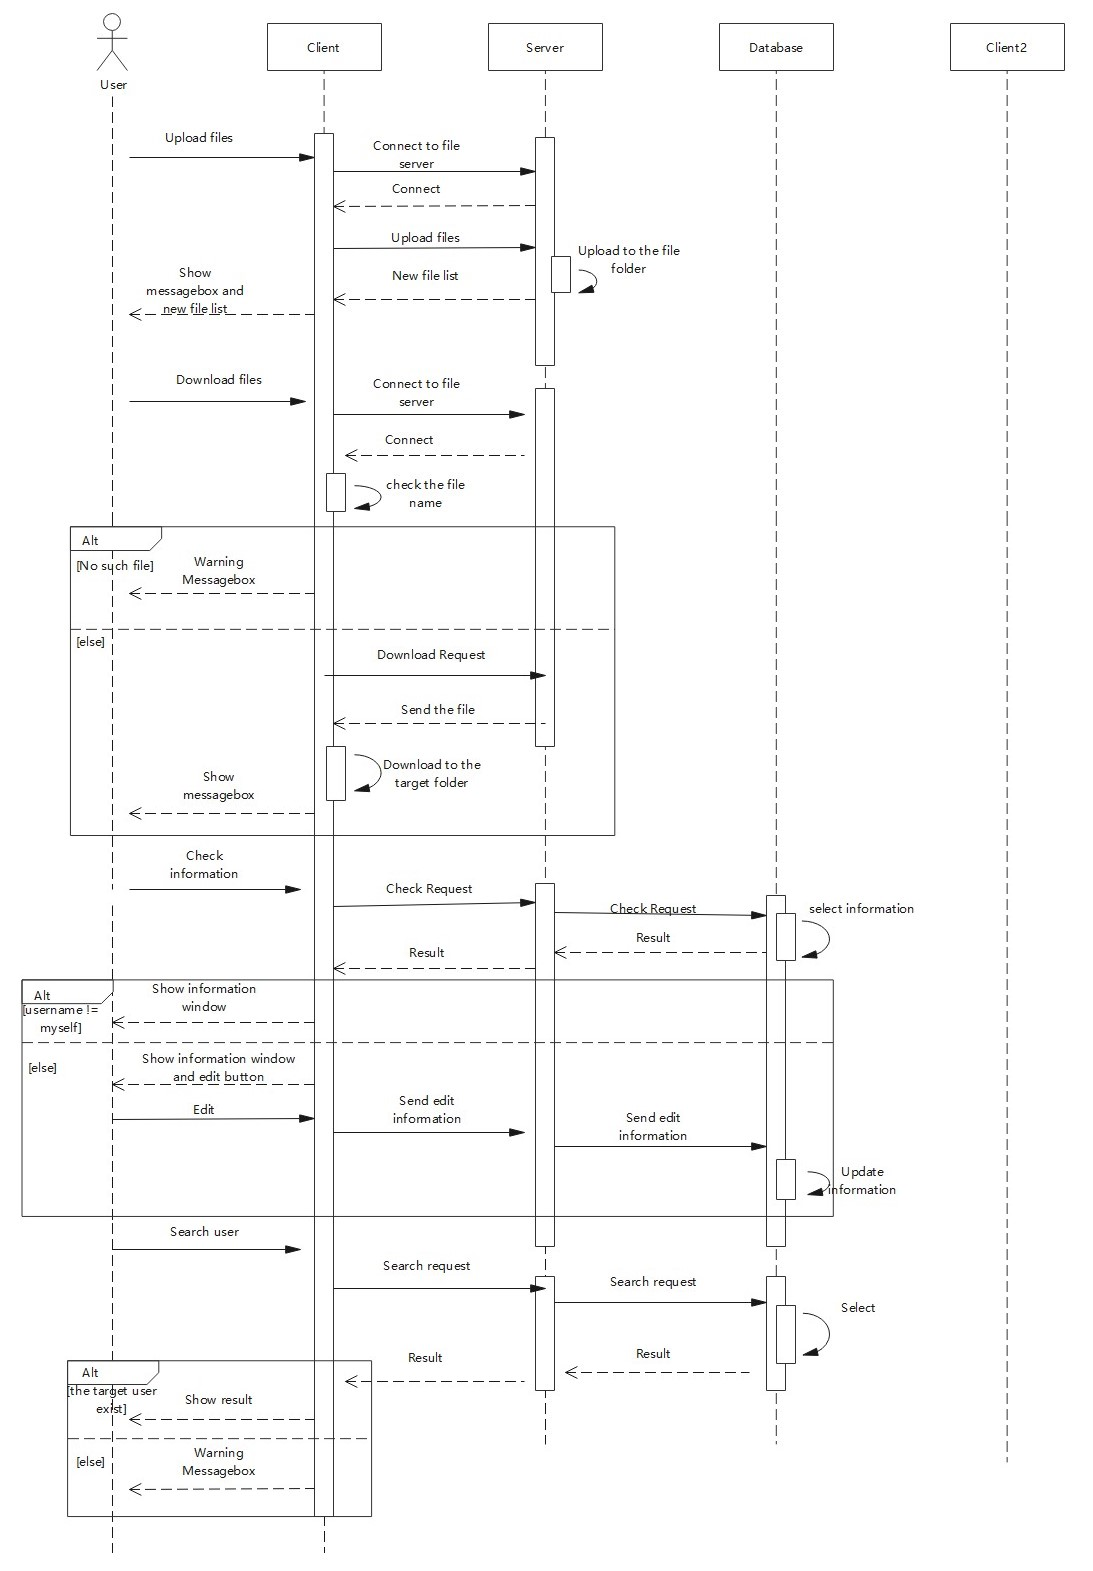 User
Client
Server
Database
Client2
Upload files
Connect to file
server
Connect
Upload files
Upload to the file
folder
New file list
Show
messagebox and
new file list
Download files
Connect to file
server
Connect
check the file
name
Alt
[No such file]
Warning
Messagebox
[else]
Download Request
Send the file
Download to the
target folder
Show
messagebox
Check
information
Check Request
Check Request
select information
Result
Result
Alt
[username !=
myself]
Show information
window
[else]
Show information window
and edit button
Edit
Send edit
information
Send edit
information
Update
information
Search user
Search request
Search request
Select
Result
Result
Alt
[the target user
exist]
Show result
[else]
Warning
Messagebox